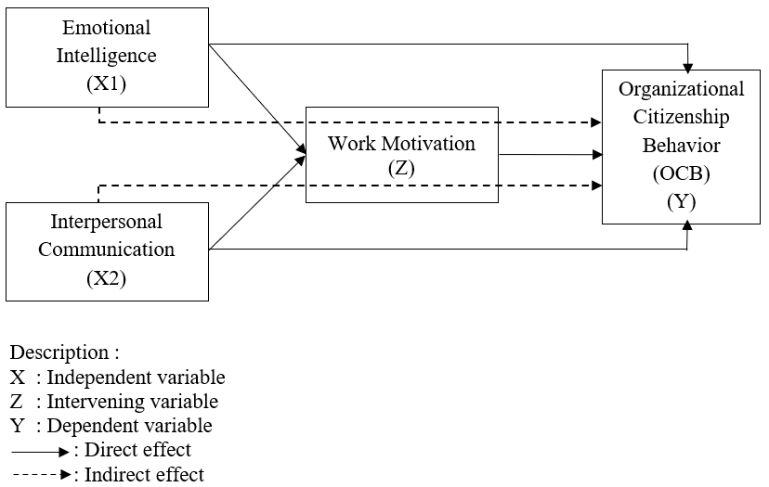 Emotional
Intelligence
(X1)
Organizational
Citizenship
Behavior
(OCB)
(Y)
Work Motivation
(Z)
Interpersonal
Communication
(X2)
Description :
X : Independent variable
Z : Intervening variable
Y : Dependent variable
: Direct effect
: Indirect effect